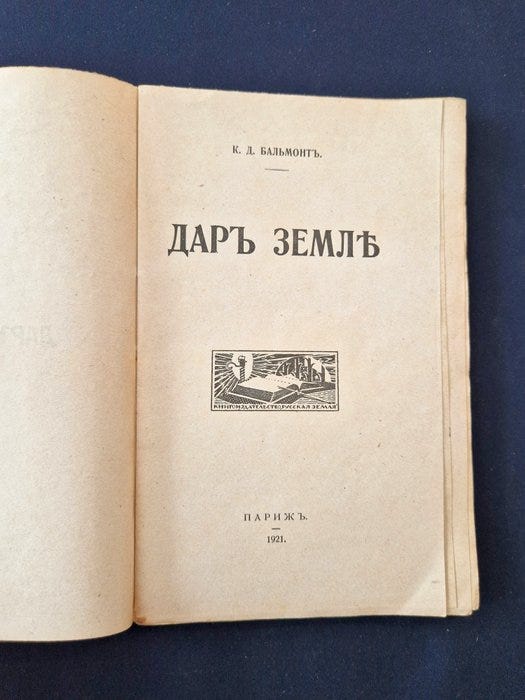 К. Д. БАЛЬМОНТЪ.
ДАРЪ ЗЕМЛѢ
КНИГОИЗДАТЕЛЬСТВО РУССКАЯ ЗЕМЛЯ
ПАРИЖЪ.
1921.